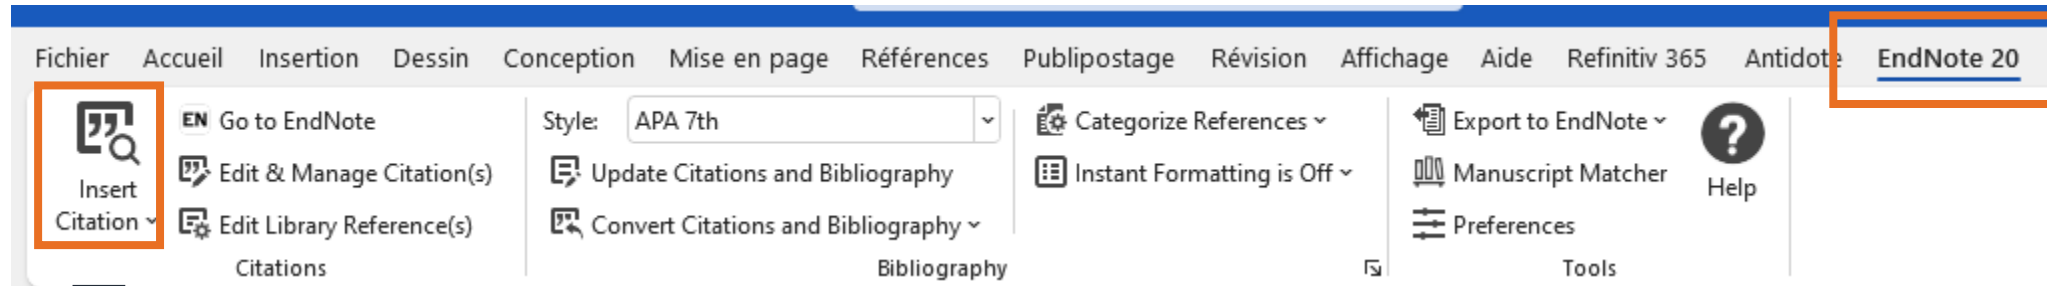 Fichier Accueil Insertion Dessin Conception Mise en page Références Publipostage Révision Affichage Aide Refinitiv 365 Antidote EndNote 20
Insert
Citation
EN Go to EndNote
Edit & Manage Citation(s)
Edit Library Reference(s)
Citations
Style: APA 7th
Update Citations and Bibliography
Convert Citations and Bibliography
Categorize References
Instant Formatting is Off
Bibliography
Export to EndNote
Manuscript Matcher
Preferences
Help
Tools